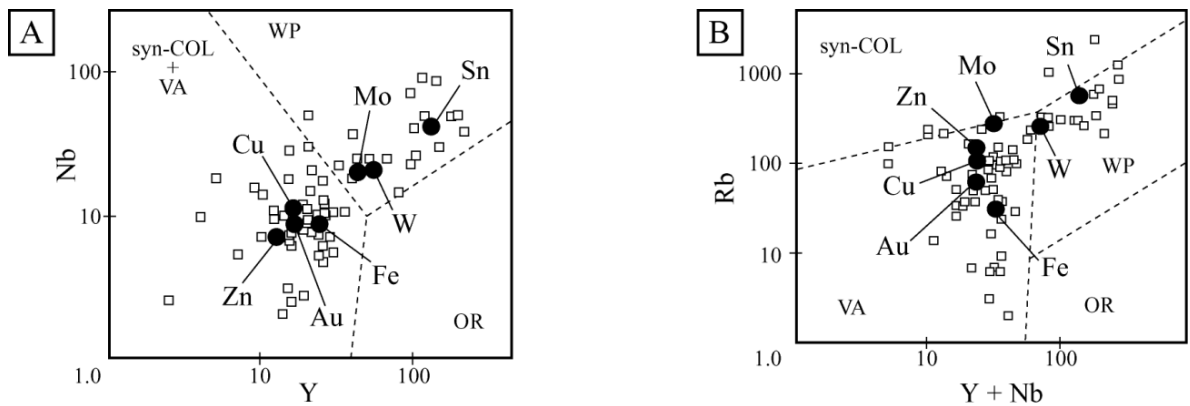 A
WP
syn-COL
+
VA
Sn
Mo
100
Nb
Cu
10
W
Zn
Au
Fe
OR
1.0
10
100
Y
B
syn-COL
Sn
Mo
1000
Zn
100
W
WP
Rb
Cu
Au
10
Fe
VA
OR
1.0
10
100
Y + Nb